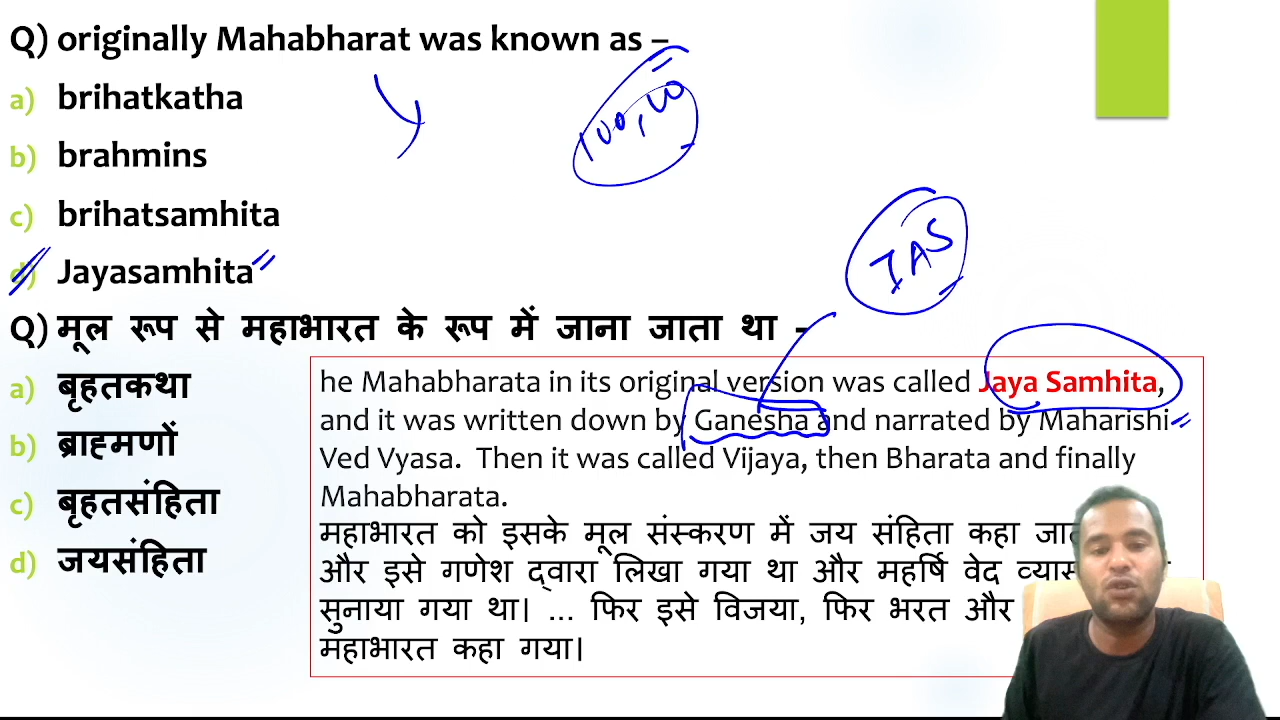 Q) originally Mahabharat was known as –
a) brihatkatha
b) brahmins
c) brihatsamhita
d) Jayasamhita
100,00
IAS
Q) मूल रूप से महाभारत के रूप में जाना जाता था -
a) बृहतकथा
b) ब्राह्मणों
c) बृहतसंहिता
d) जयसंहिता
he Mahabharata in its original version was called Jaya Samhita,
and it was written down by Ganesha and narrated by Maharishi
Ved Vyasa. Then it was called Vijaya, then Bharata and finally
Mahabharata.
महाभारत को इसके मूल संस्करण में जय संहिता कहा
और इसे गणेश द्वारा लिखा गया था और महर्षि वेद व्यास
सुनाया गया था। ... फिर इसे विजया, फिर भरत और
महाभारत कहा गया।